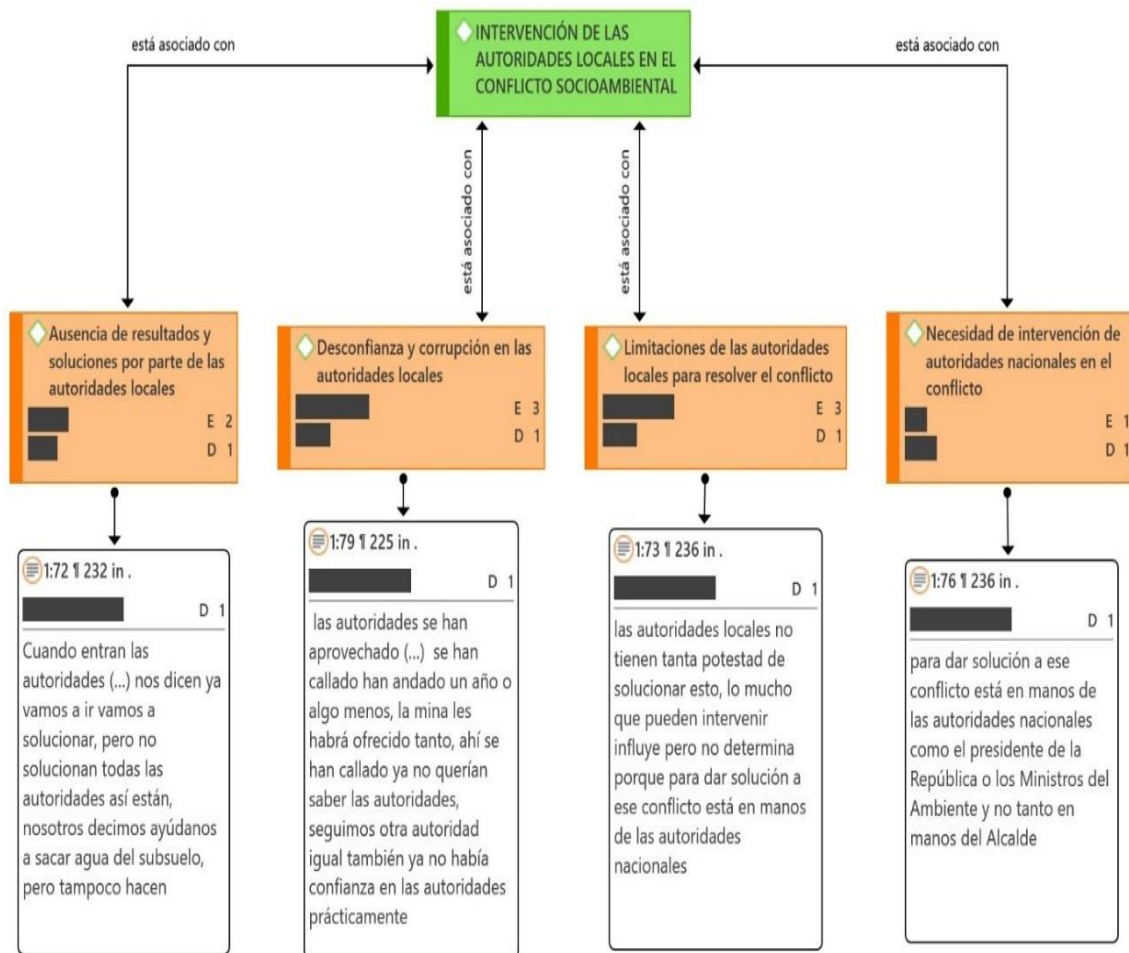 INTERVENCIÓN DE LAS
AUTORIDADES LOCALES EN EL
CONFLICTO SOCIOAMBIENTAL
está asociado con
está asociado con
está asociado con
está asociado con
Ausencia de resultados y
soluciones por parte de las
autoridades locales
E 2
D 1
Desconfianza y corrupción en las
autoridades locales
E 3
D 1
Limitaciones de las autoridades
locales para resolver el conflicto
E 3
D 1
Necesidad de intervención de
autoridades nacionales en el
conflicto
E 1
D 1
1:72 ¶ 232 in .
D 1
Cuando entran las
autoridades (...) nos dicen ya
vamos a ir vamos a
solucionar, pero no
solucionan todas las
autoridades así están,
nosotros decimos ayúdanos
a sacar agua del subsuelo,
pero tampoco hacen
1:79 ¶ 225 in .
D 1
las autoridades se han
aprovechado (...) se han
callado han andado un año o
algo menos, la mina les
habrá ofrecido tanto, ahí se
han callado ya no querían
saber las autoridades,
seguimos otra autoridad
igual también ya no había
confianza en las autoridades
prácticamente
1:73 ¶ 236 in .
D 1
las autoridades locales no
tienen tanta potestad de
solucionar esto, lo mucho
que pueden intervenir
influye pero no determina
porque para dar solución a
ese conflicto está en manos
de las autoridades
nacionales
1:76 ¶ 236 in .
D 1
para dar solución a ese
conflicto está en manos de
las autoridades nacionales
como el presidente de la
República o los Ministros del
Ambiente y no tanto en
manos del Alcalde